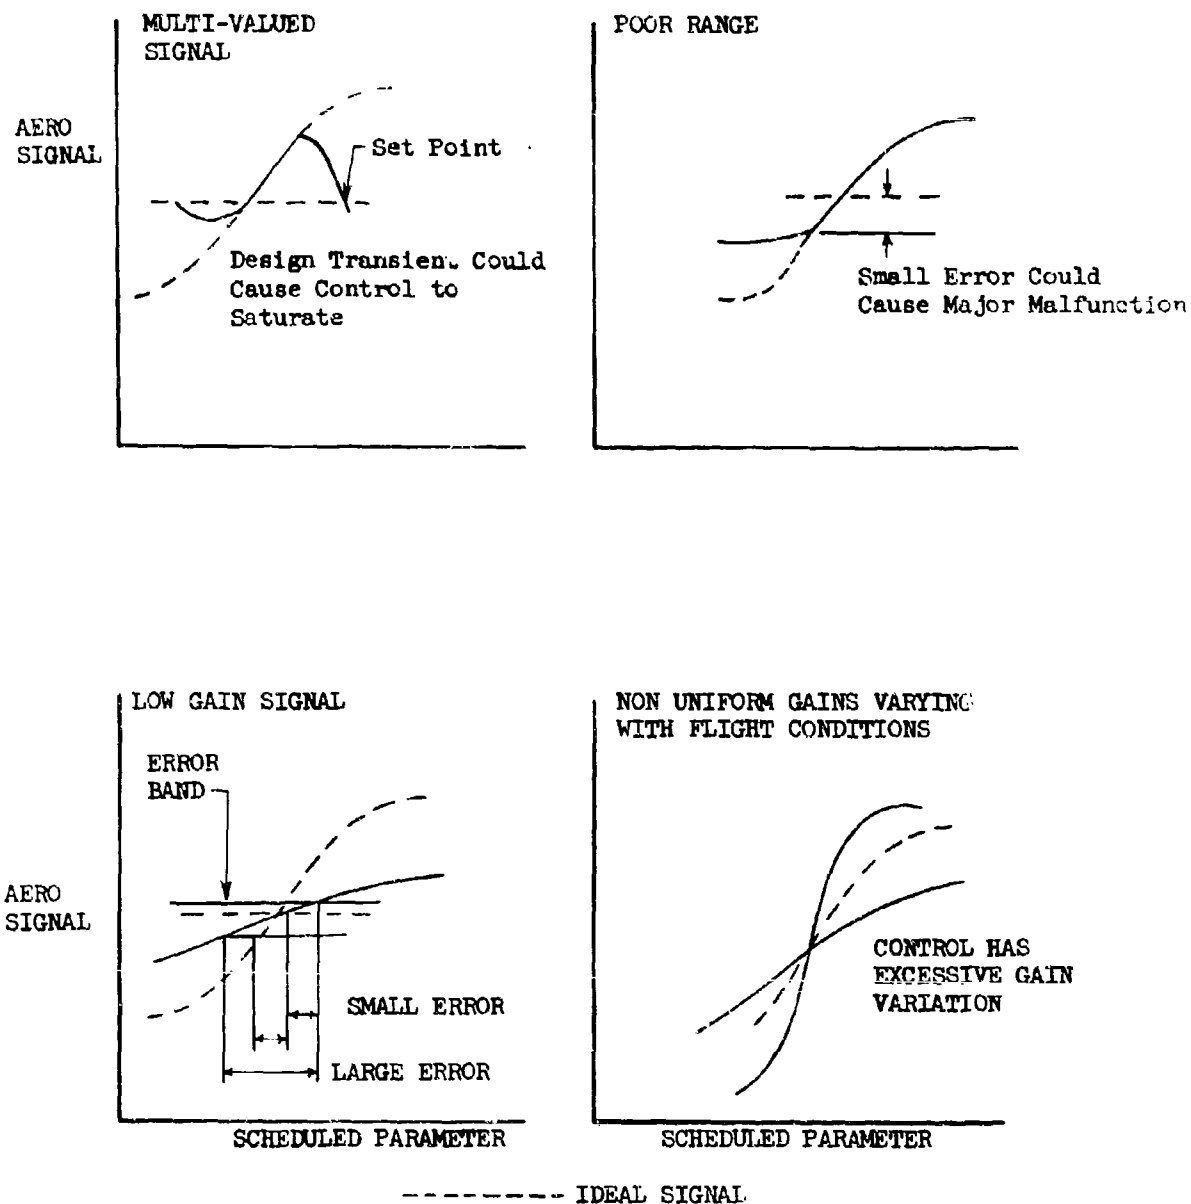 MULTI-VALUED
SIGNAL
AERO
SIGNAL
Set Point
Design Transient Could
Cause Control to
Saturate
POOR RANGE
Small Error Could
Cause Major Malfunction
LOW GAIN SIGNAL
ERROR
BAND
AERO
SIGNAL
SMALL ERROR
LARGE ERROR
SCHEDULED PARAMETER
NON UNIFORM GAINS VARYING
WITH FLIGHT CONDITIONS
CONTROL HAS
EXCESSIVE GAIN
VARIATION
SCHEDULED PARAMETER
IDEAL SIGNAL